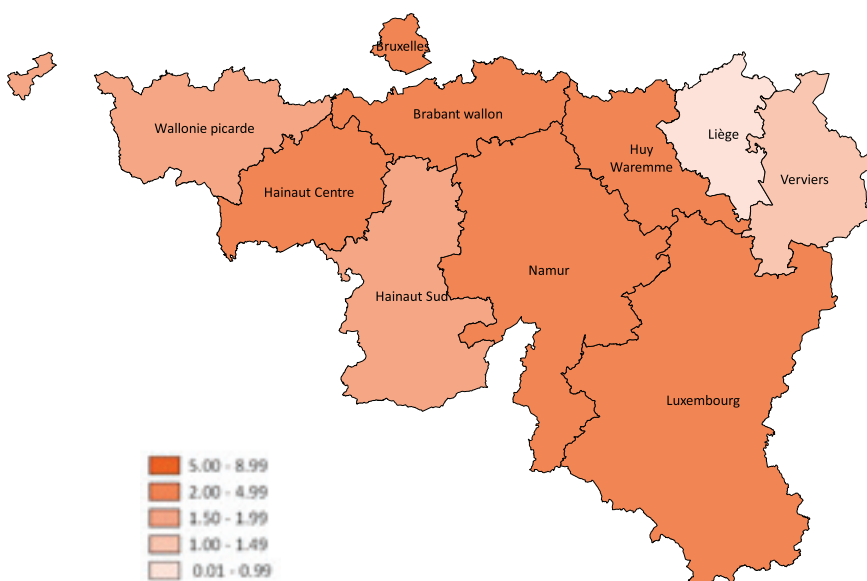 Bruxelles
Brabant wallon
Wallonie picarde
Liège
Huy
Waremme
Verviers
Hainaut Centre
Namur
Hainaut Sud
Luxembourg
5.00 - 8.99
2.00 - 4.99
1.50 - 1.99
1.00 - 1.49
0.01 - 0.99